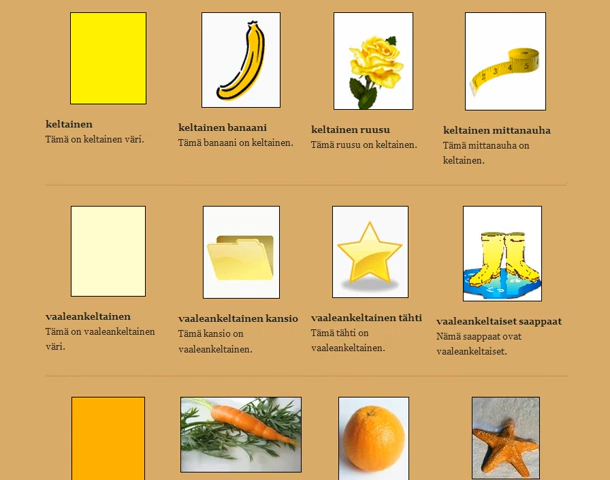 keltainen
Tämä on keltainen väri.
keltainen banaani
Tämä banaani on keltainen.
keltainen ruusu
Tämä ruusu on keltainen.
keltainen mittanauha
Tämä mittanauha on
keltainen.
vaaleankeltainen
Tämä on vaaleankeltainen
väri.
vaaleankeltainen kansio
Tämä kansio on
vaaleankeltainen.
vaaleankeltainen tähti
Tämä tähti on
vaaleankeltainen.
vaaleankeltaiset saappaat
Nämä saappaat ovat
vaaleankeltaiset.